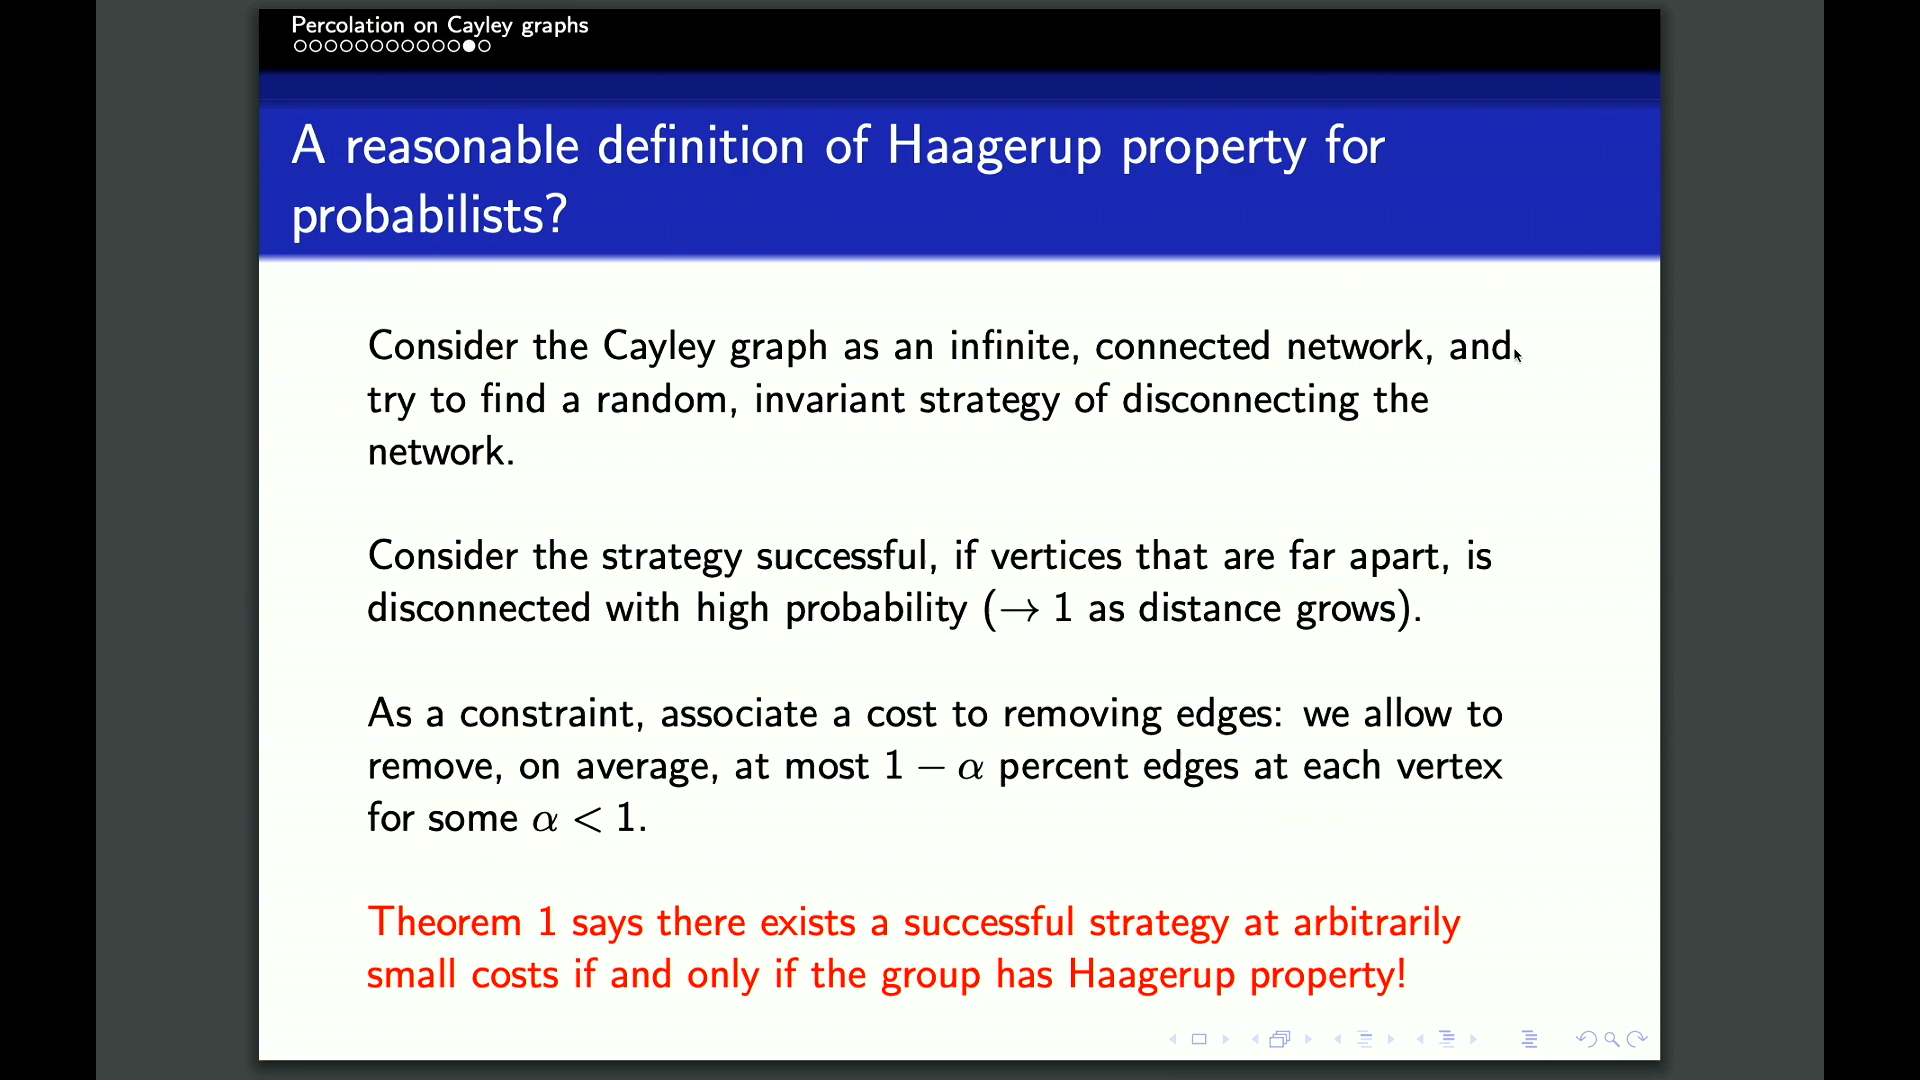 Percolation on Cayley graphs
A reasonable definition of Haagerup property for
probabilists?
Consider the Cayley graph as an infinite, connected network, and
try to find a random, invariant strategy of disconnecting the
network.
Consider the strategy successful, if vertices that are far apart, is
disconnected with high probability (→ 1 as distance grows).
As a constraint, associate a cost to removing edges: we allow to
remove, on average, at most 1 − α percent edges at each vertex
for some α < 1.
Theorem 1 says there exists a successful strategy at arbitrarily
small costs if and only if the group has Haagerup property!